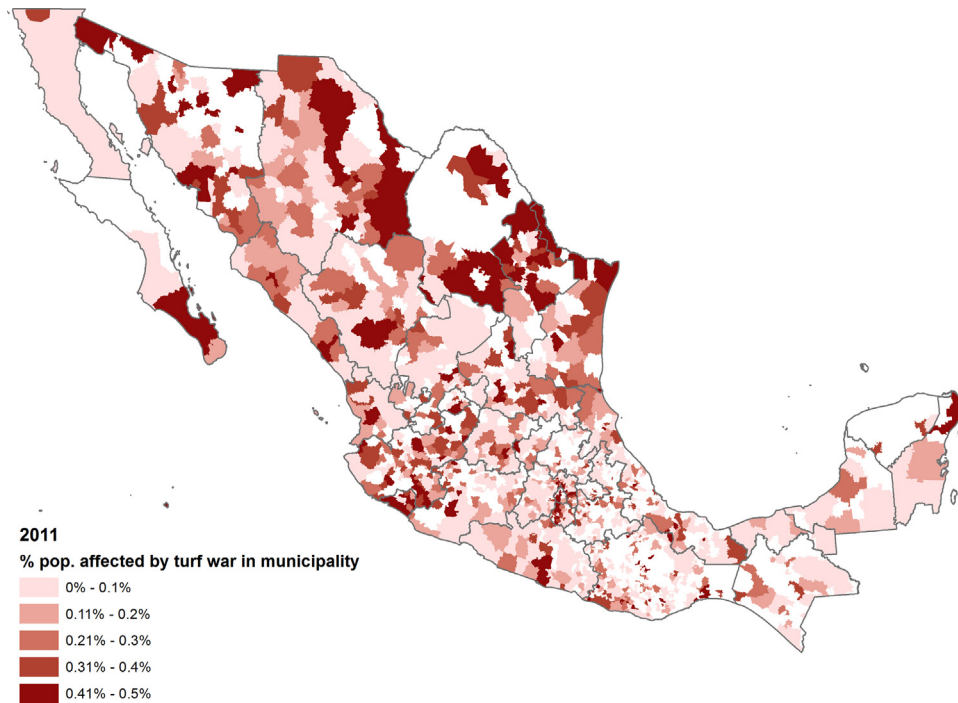 2011
% pop. affected by turf war in municipality
0% - 0.1%
0.11% - 0.2%
0.21% - 0.3%
0.31% - 0.4%
0.41% - 0.5%